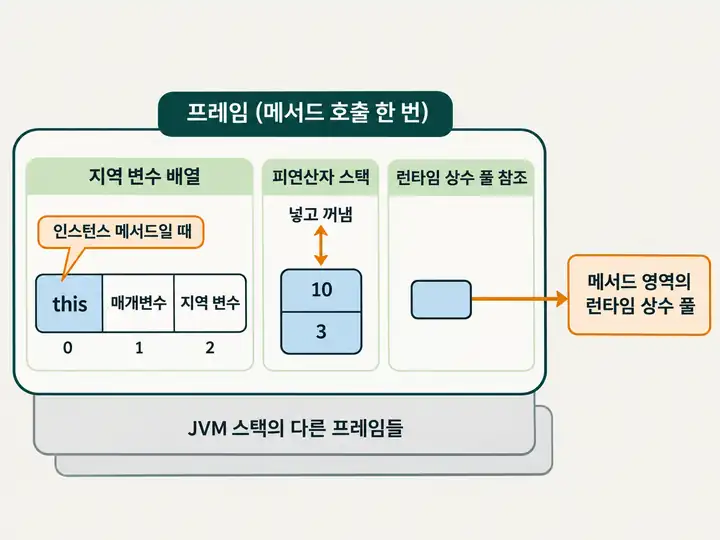 프레임 (메서드 호출 한 번)
지역 변수 배열
인스턴스 메서드일 때
this
매개변수
지역 변수
0
1
2
피연산자 스택
넣고 꺼냄
10
3
런타임 상수 풀 참조
메서드 영역의
런타임 상수 풀
JVM 스택의 다른 프레임들